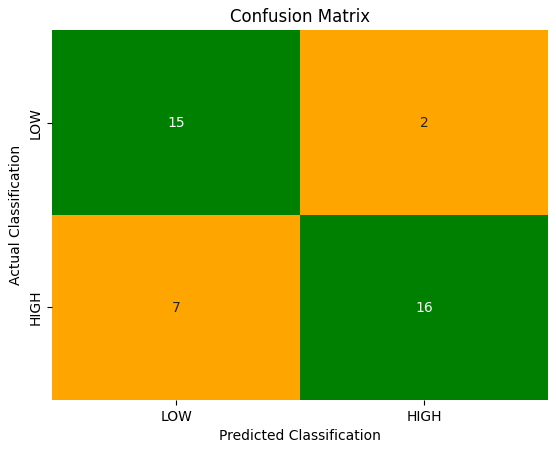 Confusion Matrix
Actual Classification
LOW
15
2
HIGH
7
16
LOW
HIGH
Predicted Classification